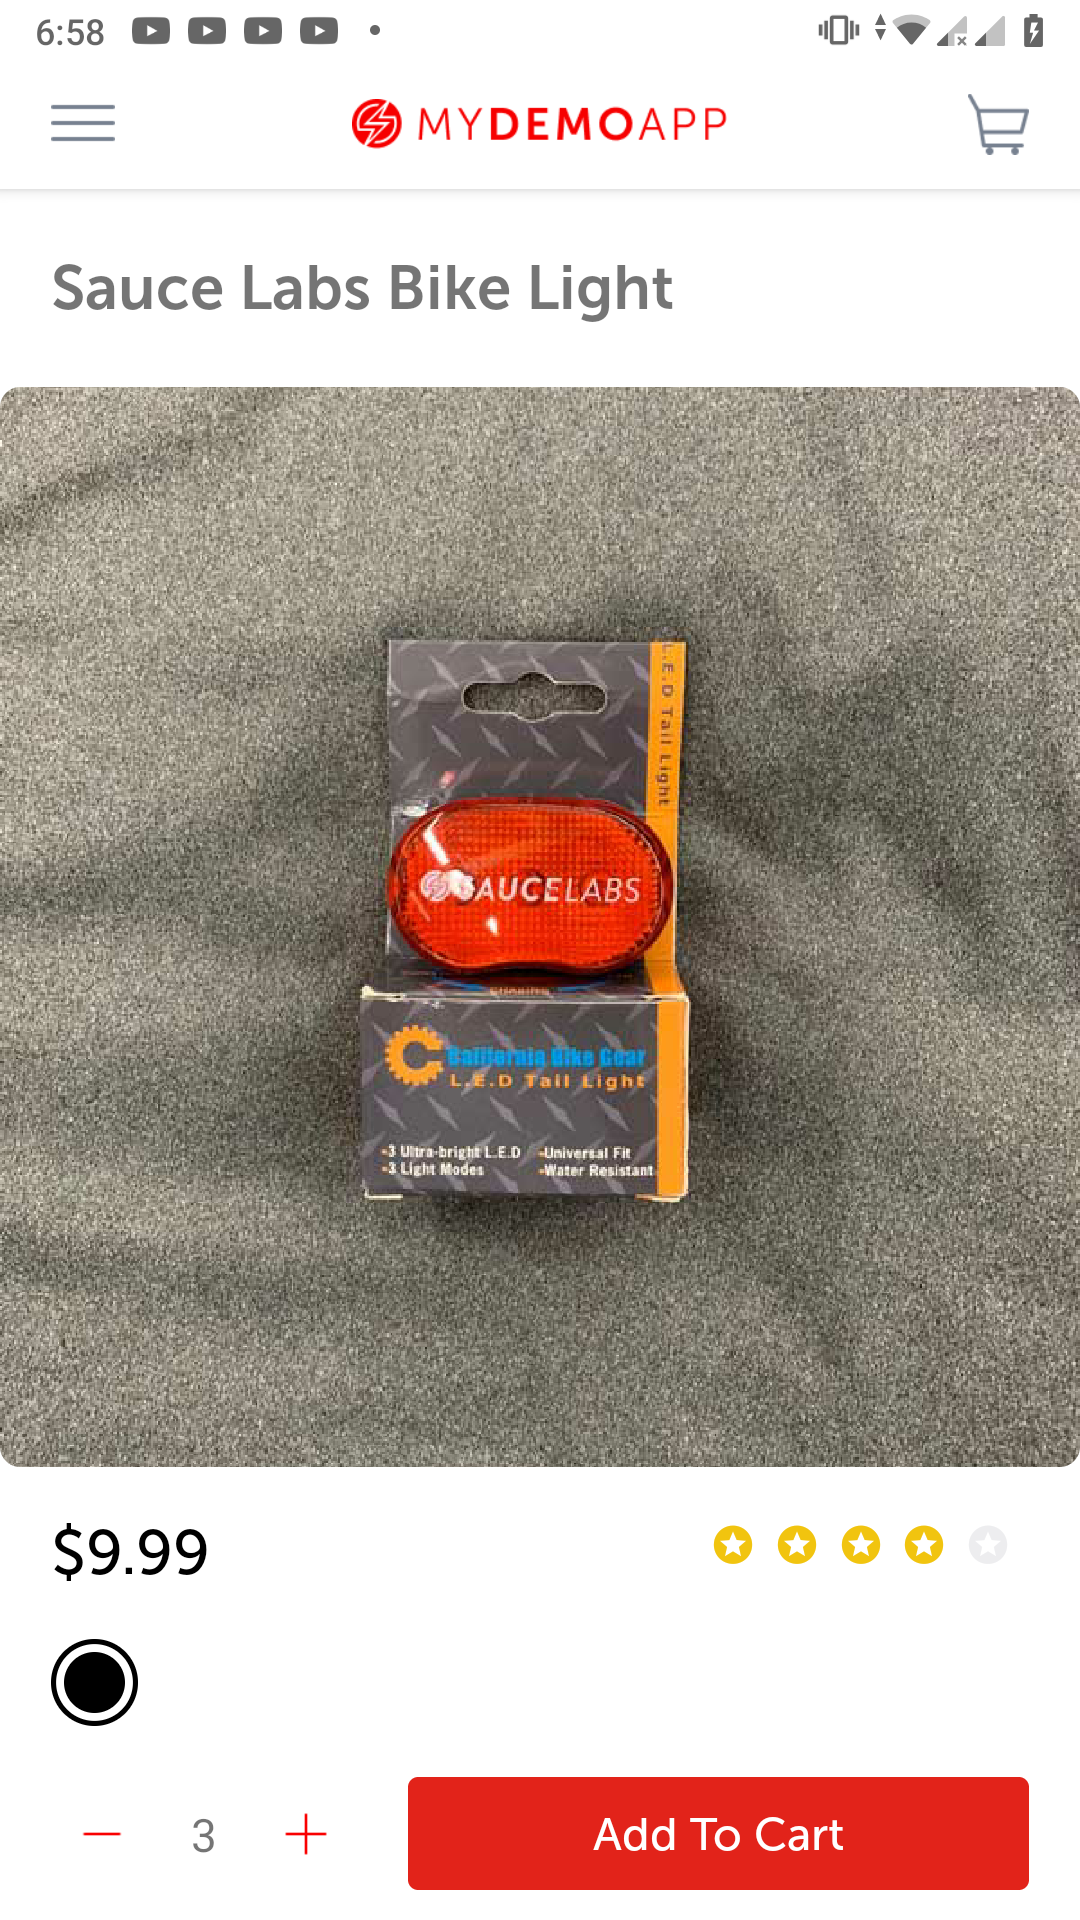 6:58
MYDEMOAPP
Sauce Labs Bike Light
L.E.D Tail Light
SAUCELABS
California Bike Gear
L.E.D Tail Light
-3 Ultra-bright L.E.D -Universal Fit
-3 Light Modes -Water Resistant
$9.99
3
Add To Cart